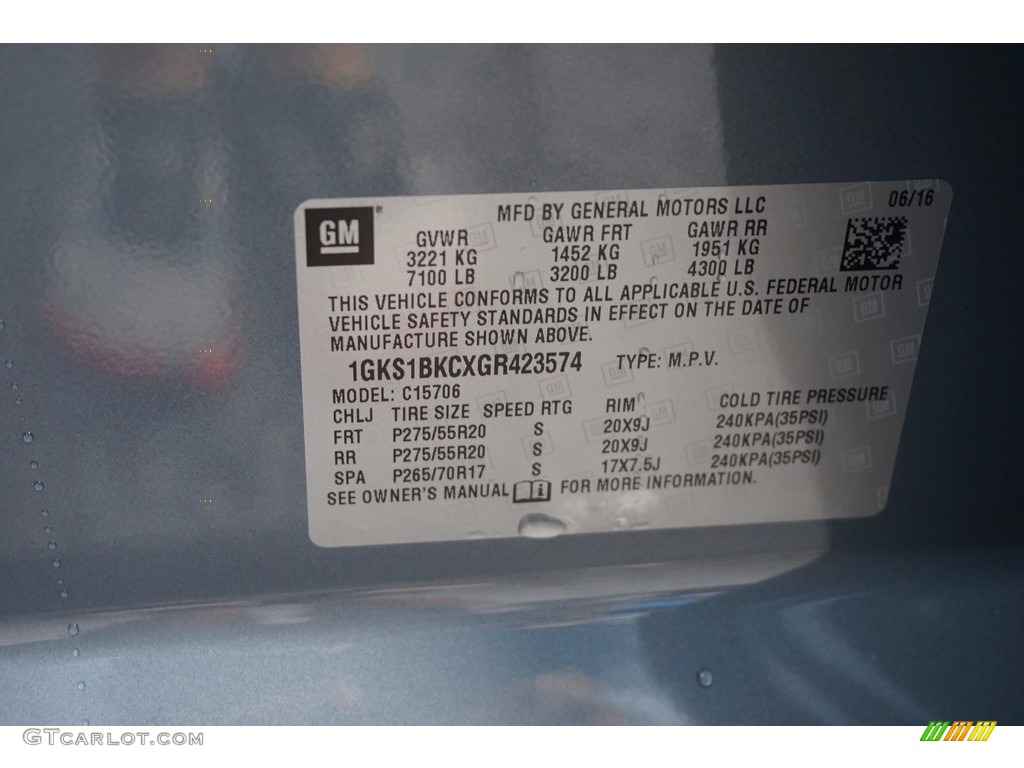 GM ®
MFD BY GENERAL MOTORS LLC
06/16
GVWR GAWR FRT GAWR RR
3221 KG 1452 KG 1951 KG
7100 LB 3200 LB 4300 LB
THIS VEHICLE CONFORMS TO ALL APPLICABLE U.S. FEDERAL MOTOR
VEHICLE SAFETY STANDARDS IN EFFECT ON THE DATE OF
MANUFACTURE SHOWN ABOVE.
1GKS1BKCXGR423574 TYPE: M.P.V.
MODEL: C15706
CHLJ TIRE SIZE SPEED RTG RIM COLD TIRE PRESSURE
FRT P275/55R20 S 20X9J 240KPA(35PSI)
RR P275/55R20 S 20X9J 240KPA(35PSI)
SPA P265/70R17 S 17X7.5J 240KPA(35PSI)
SEE OWNER'S MANUAL i FOR MORE INFORMATION.
GTCARLOT.COM